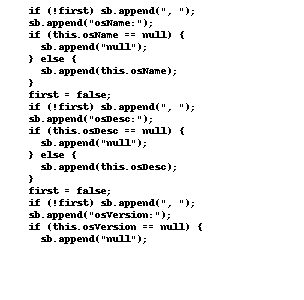 if (!first) sb.append(", ");
sb.append("osName:");
if (this.osName == null) {
  sb.append("null");
} else {
  sb.append(this.osName);
}
first = false;
if (!first) sb.append(", ");
sb.append("osDesc:");
if (this.osDesc == null) {
  sb.append("null");
} else {
  sb.append(this.osDesc);
}
first = false;
if (!first) sb.append(", ");
sb.append("osVersion:");
if (this.osVersion == null) {
  sb.append("null");